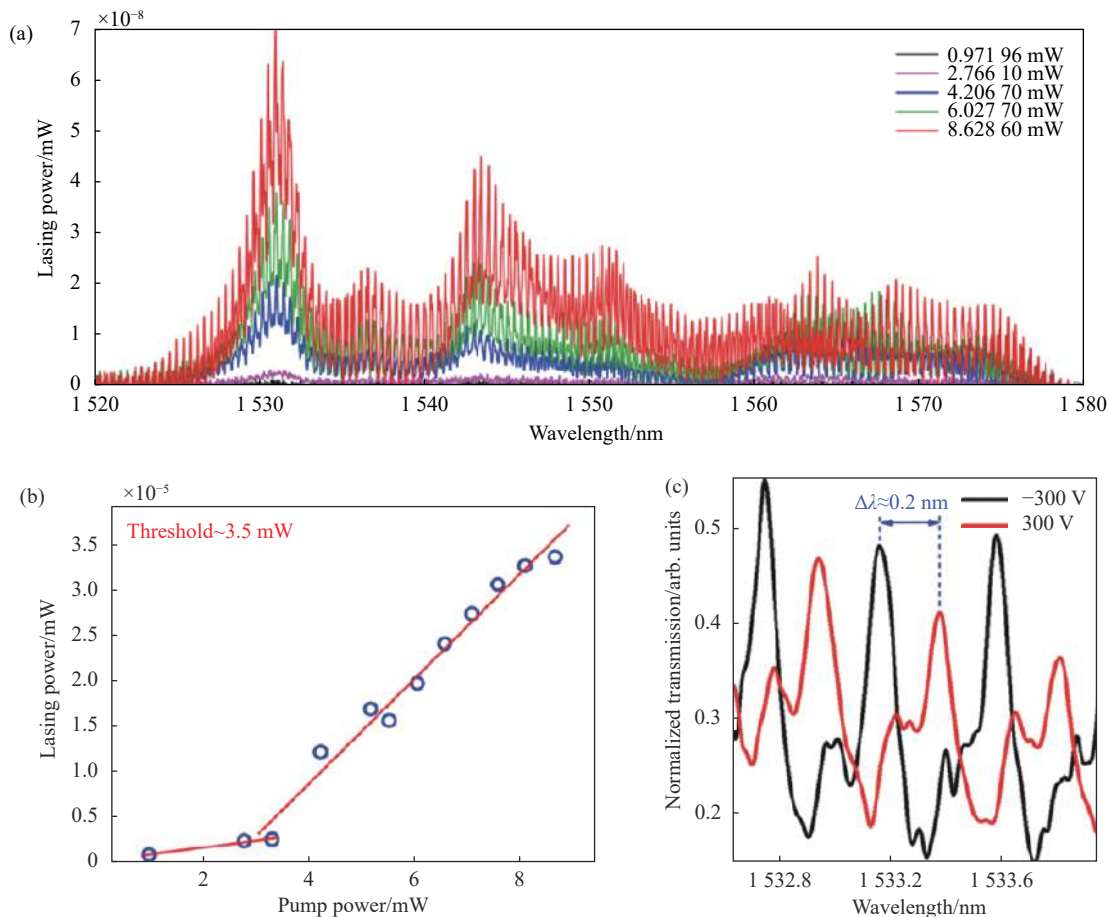 (a)
×10⁻⁸
7
6
5
4
3
2
1
0
Lasing power/mW
0.971 96 mW
2.766 10 mW
4.206 70 mW
6.027 70 mW
8.628 60 mW
1 520
1 530
1 540
1 550
1 560
1 570
1 580
Wavelength/nm
(b)
×10⁻⁵
Threshold~3.5 mW
3.5
3.0
2.5
2.0
1.5
1.0
0.5
0
Lasing power/mW
2
4
6
8
Pump power/mW
(c)
Δλ≈0.2 nm
−300 V
300 V
0.5
0.4
0.3
0.2
Normalized transmission/arb. units
1 532.8
1 533.2
1 533.6
Wavelength/nm